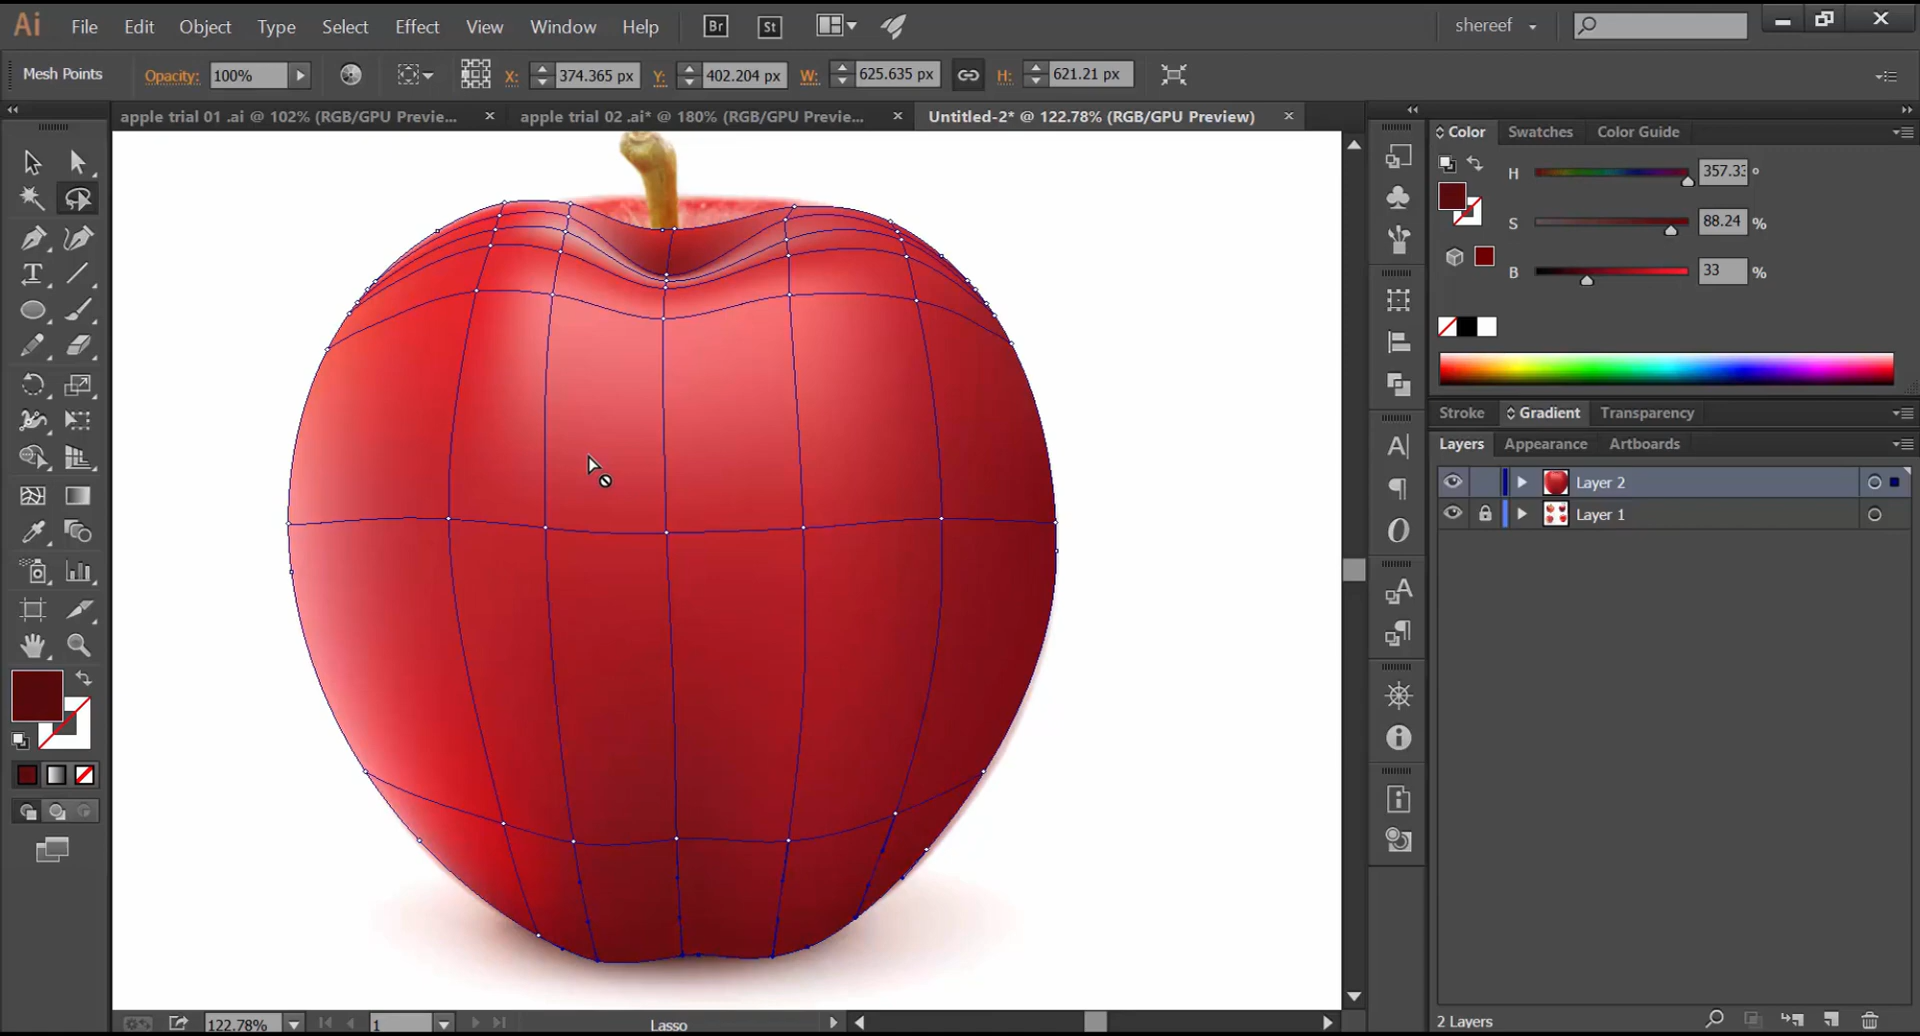 Ai File Edit Object Type Select Effect View Window Help Br St shereef
Mesh Points Opacity: 100% X: 374.365 px Y: 402.204 px W: 625.635 px H: 621.21 px
apple trial 01 .ai @ 102% (RGB/GPU Previe... × apple trial 02 .ai* @ 180% (RGB/GPU Previe... × Untitled-2* @ 122.78% (RGB/GPU Preview) ×
Color Swatches Color Guide
H 357.33 °
S 88.24 %
B 33 %
Stroke Gradient Transparency
Layers Appearance Artboards
Layer 2
Layer 1
2 Layers
122.78% 1 Lasso